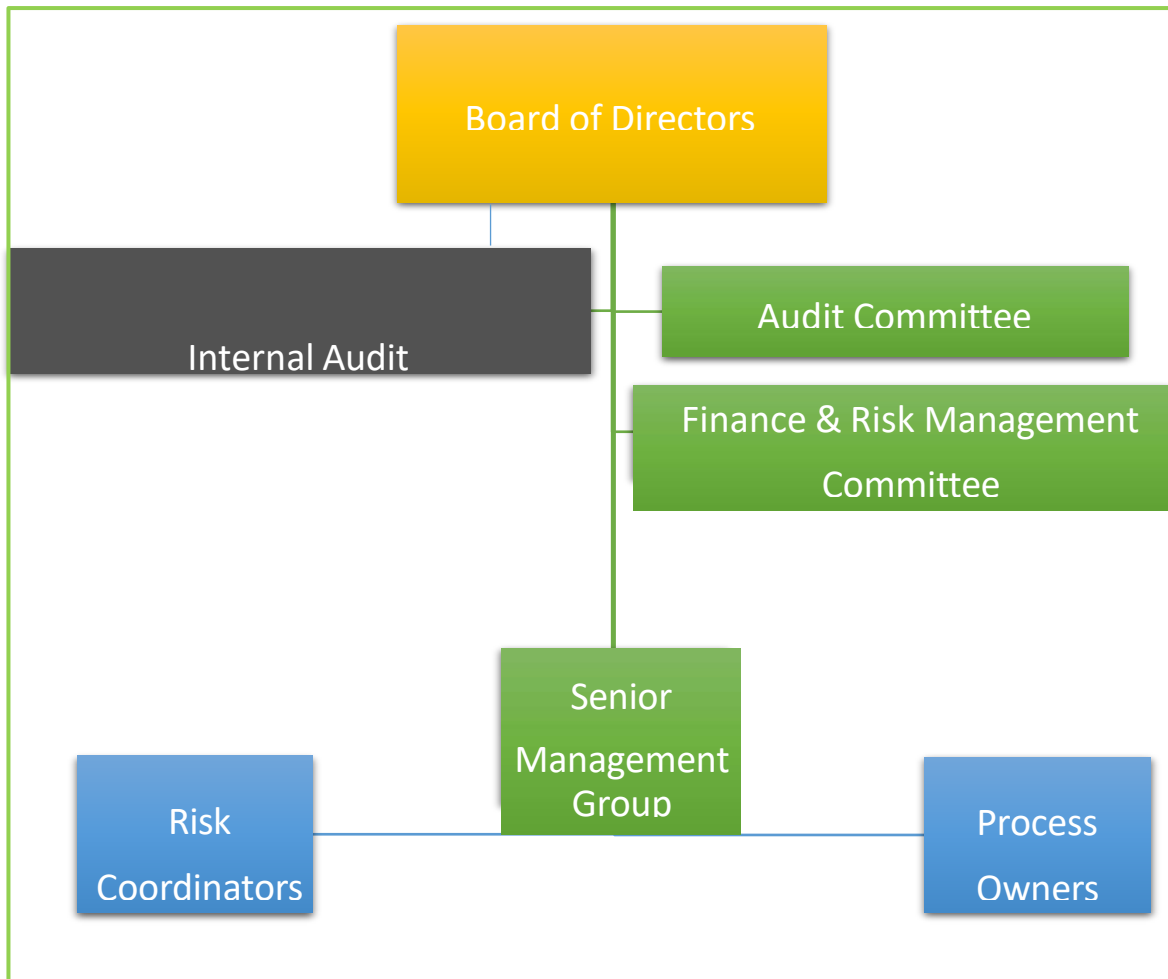 Board of Directors
Internal Audit
Audit Committee
Finance & Risk Management
Committee
Senior
Management
Group
Risk
Coordinators
Process
Owners